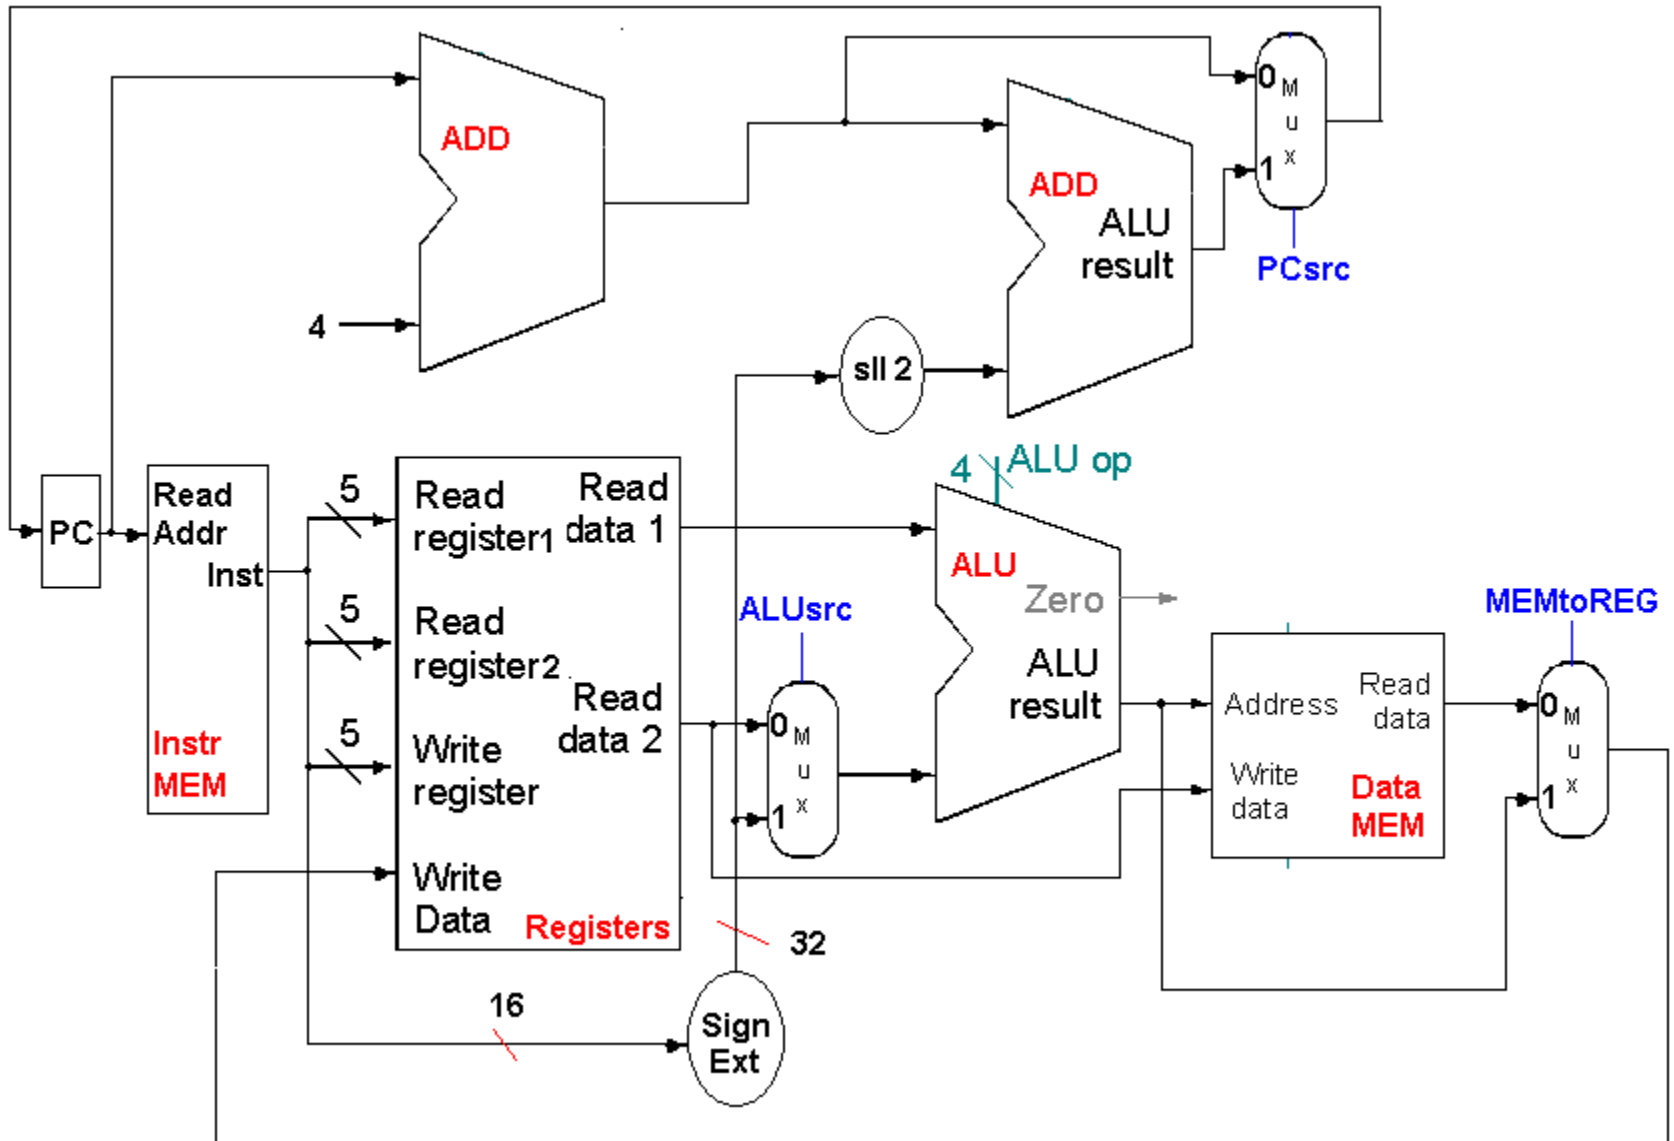 ADD
4
ADD
ALU
result
0
M
u
x
1
PCsrc
sll 2
PC
Read
Addr
Inst
Instr
MEM
5
5
5
16
Read
register1
Read
register2
Write
register
Write
Data
Read
data 1
Read
data 2
Registers
32
Sign
Ext
ALUsrc
0
M
u
x
1
4
ALU op
ALU
Zero
ALU
result
Address
Write
data
Read
data
Data
MEM
MEMtoREG
0
M
u
x
1